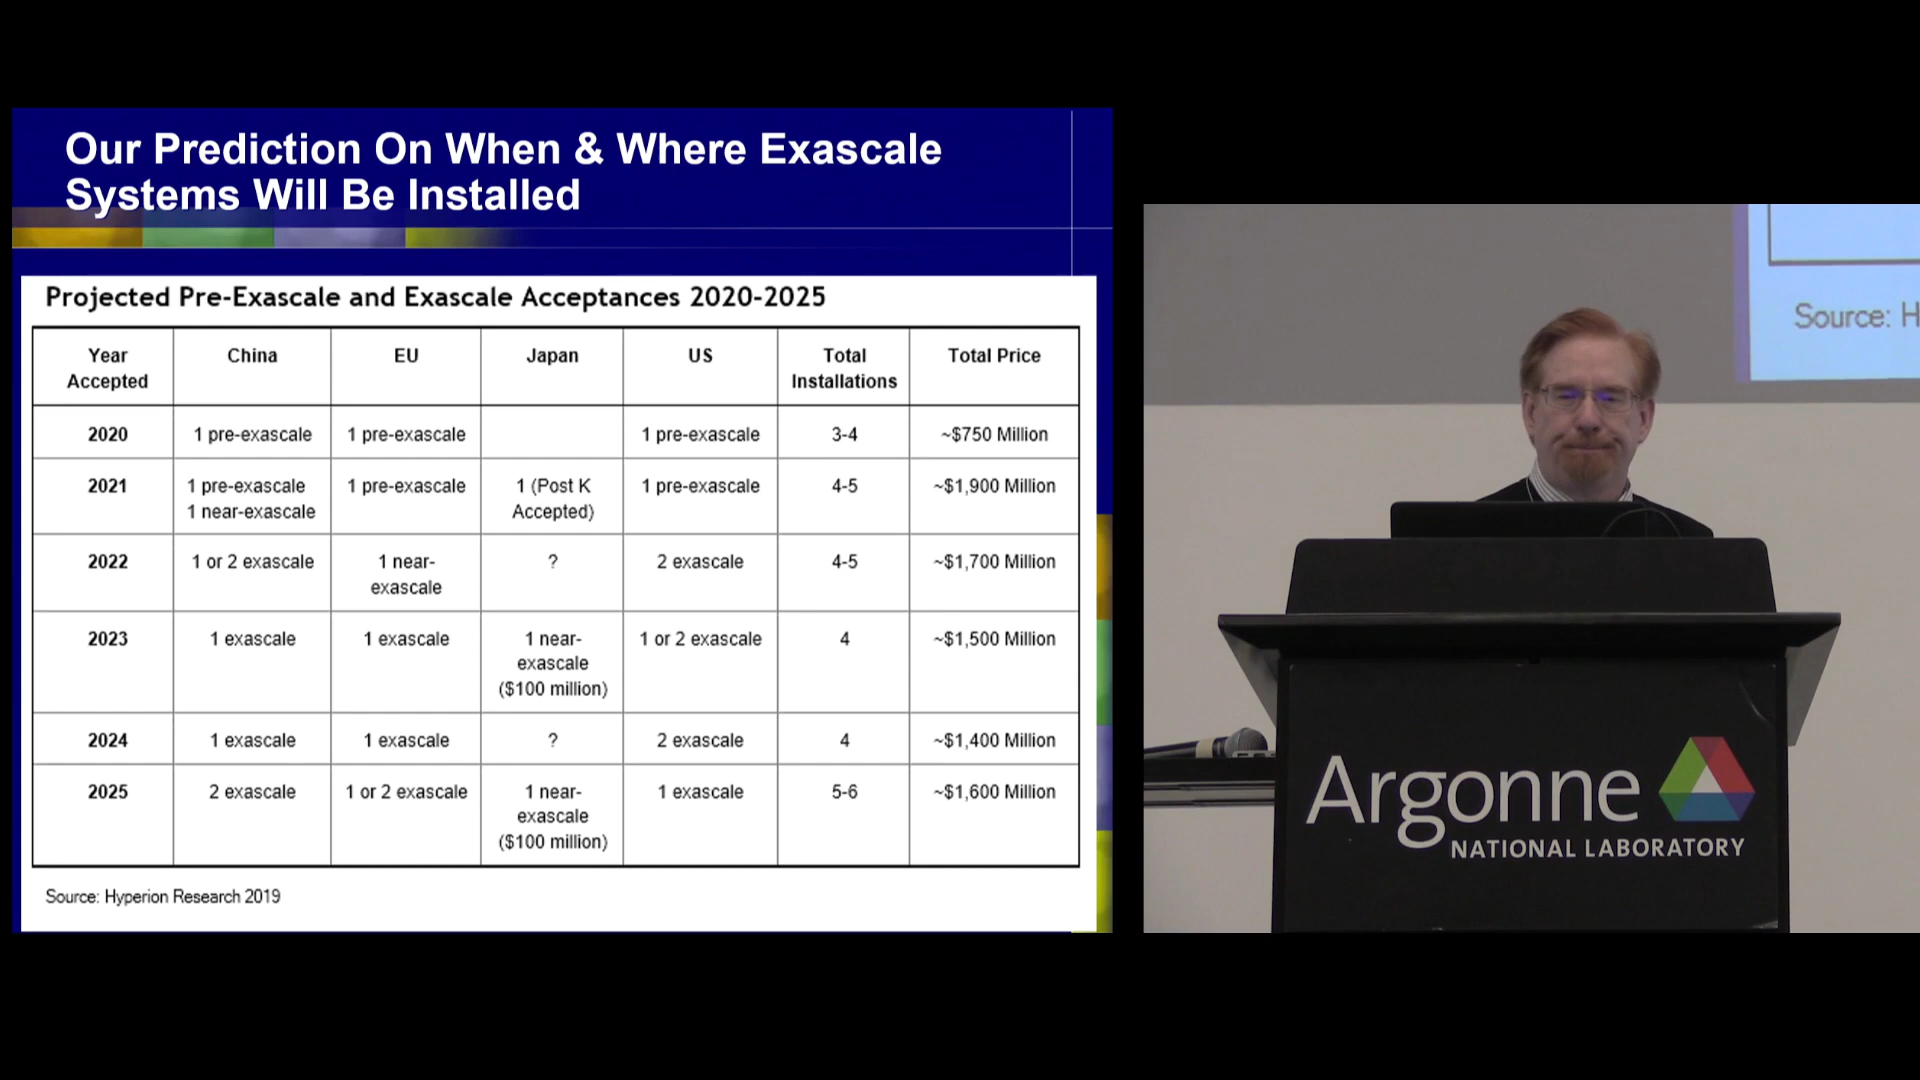 Our Prediction On When & Where Exascale
Systems Will Be Installed
Projected Pre-Exascale and Exascale Acceptances 2020-2025
Year Accepted China EU Japan US Total Installations Total Price
2020 1 pre-exascale 1 pre-exascale 1 pre-exascale 3-4 ~$750 Million
2021 1 pre-exascale 1 near-exascale 1 pre-exascale 1 (Post K Accepted) 1 pre-exascale 4-5 ~$1,900 Million
2022 1 or 2 exascale 1 near-exascale ? 2 exascale 4-5 ~$1,700 Million
2023 1 exascale 1 exascale 1 near-exascale ($100 million) 1 or 2 exascale 4 ~$1,500 Million
2024 1 exascale 1 exascale ? 2 exascale 4 ~$1,400 Million
2025 2 exascale 1 or 2 exascale 1 near-exascale ($100 million) 1 exascale 5-6 ~$1,600 Million
Source: Hyperion Research 2019
Source: H
Argonne
NATIONAL LABORATORY